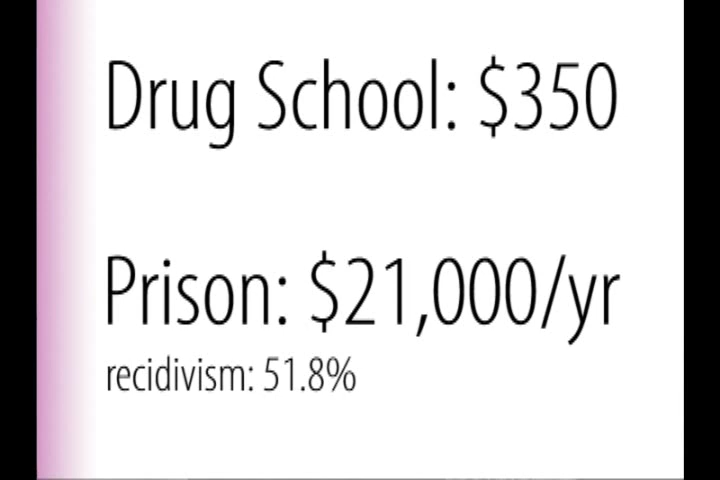 Drug School: $350
Prison: $21,000/yr
recidivism: 51.8%